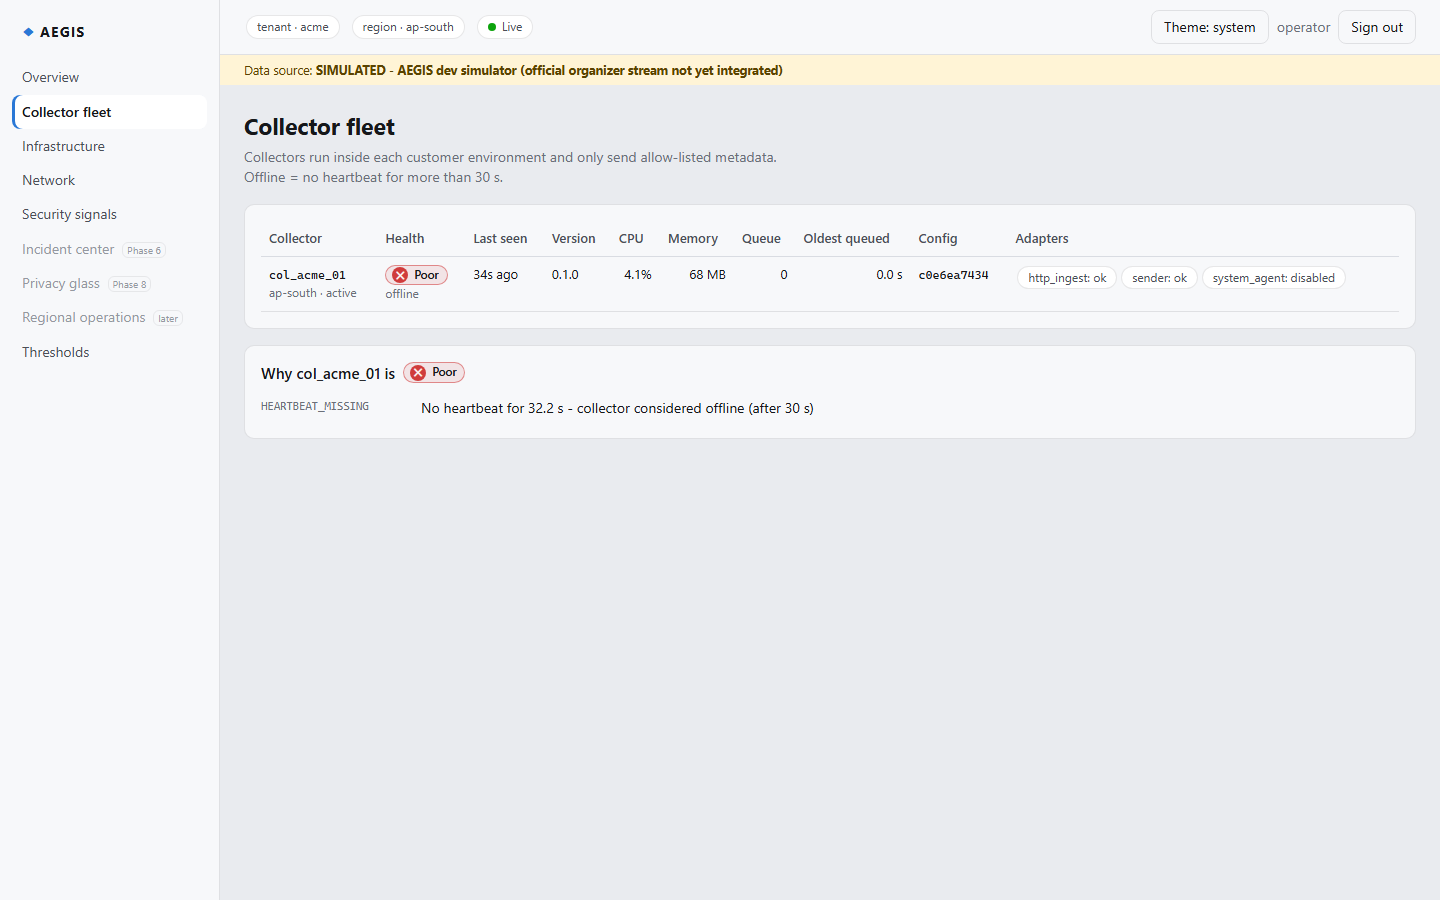 AEGIS
Overview
Collector fleet
Infrastructure
Network
Security signals
Incident center Phase 6
Privacy glass Phase 8
Regional operations later
Thresholds
tenant · acme region · ap-south Live Theme: system operator Sign out
Data source: SIMULATED - AEGIS dev simulator (official organizer stream not yet integrated)
Collector fleet
Collectors run inside each customer environment and only send allow-listed metadata.
Offline = no heartbeat for more than 30 s.
Collector Health Last seen Version CPU Memory Queue Oldest queued Config Adapters
col_acme_01 Poor 34s ago 0.1.0 4.1% 68 MB 0 0.0 s c0e6ea7434 http_ingest: ok sender: ok system_agent: disabled
ap-south · active offline
Why col_acme_01 is Poor
HEARTBEAT_MISSING No heartbeat for 32.2 s - collector considered offline (after 30 s)